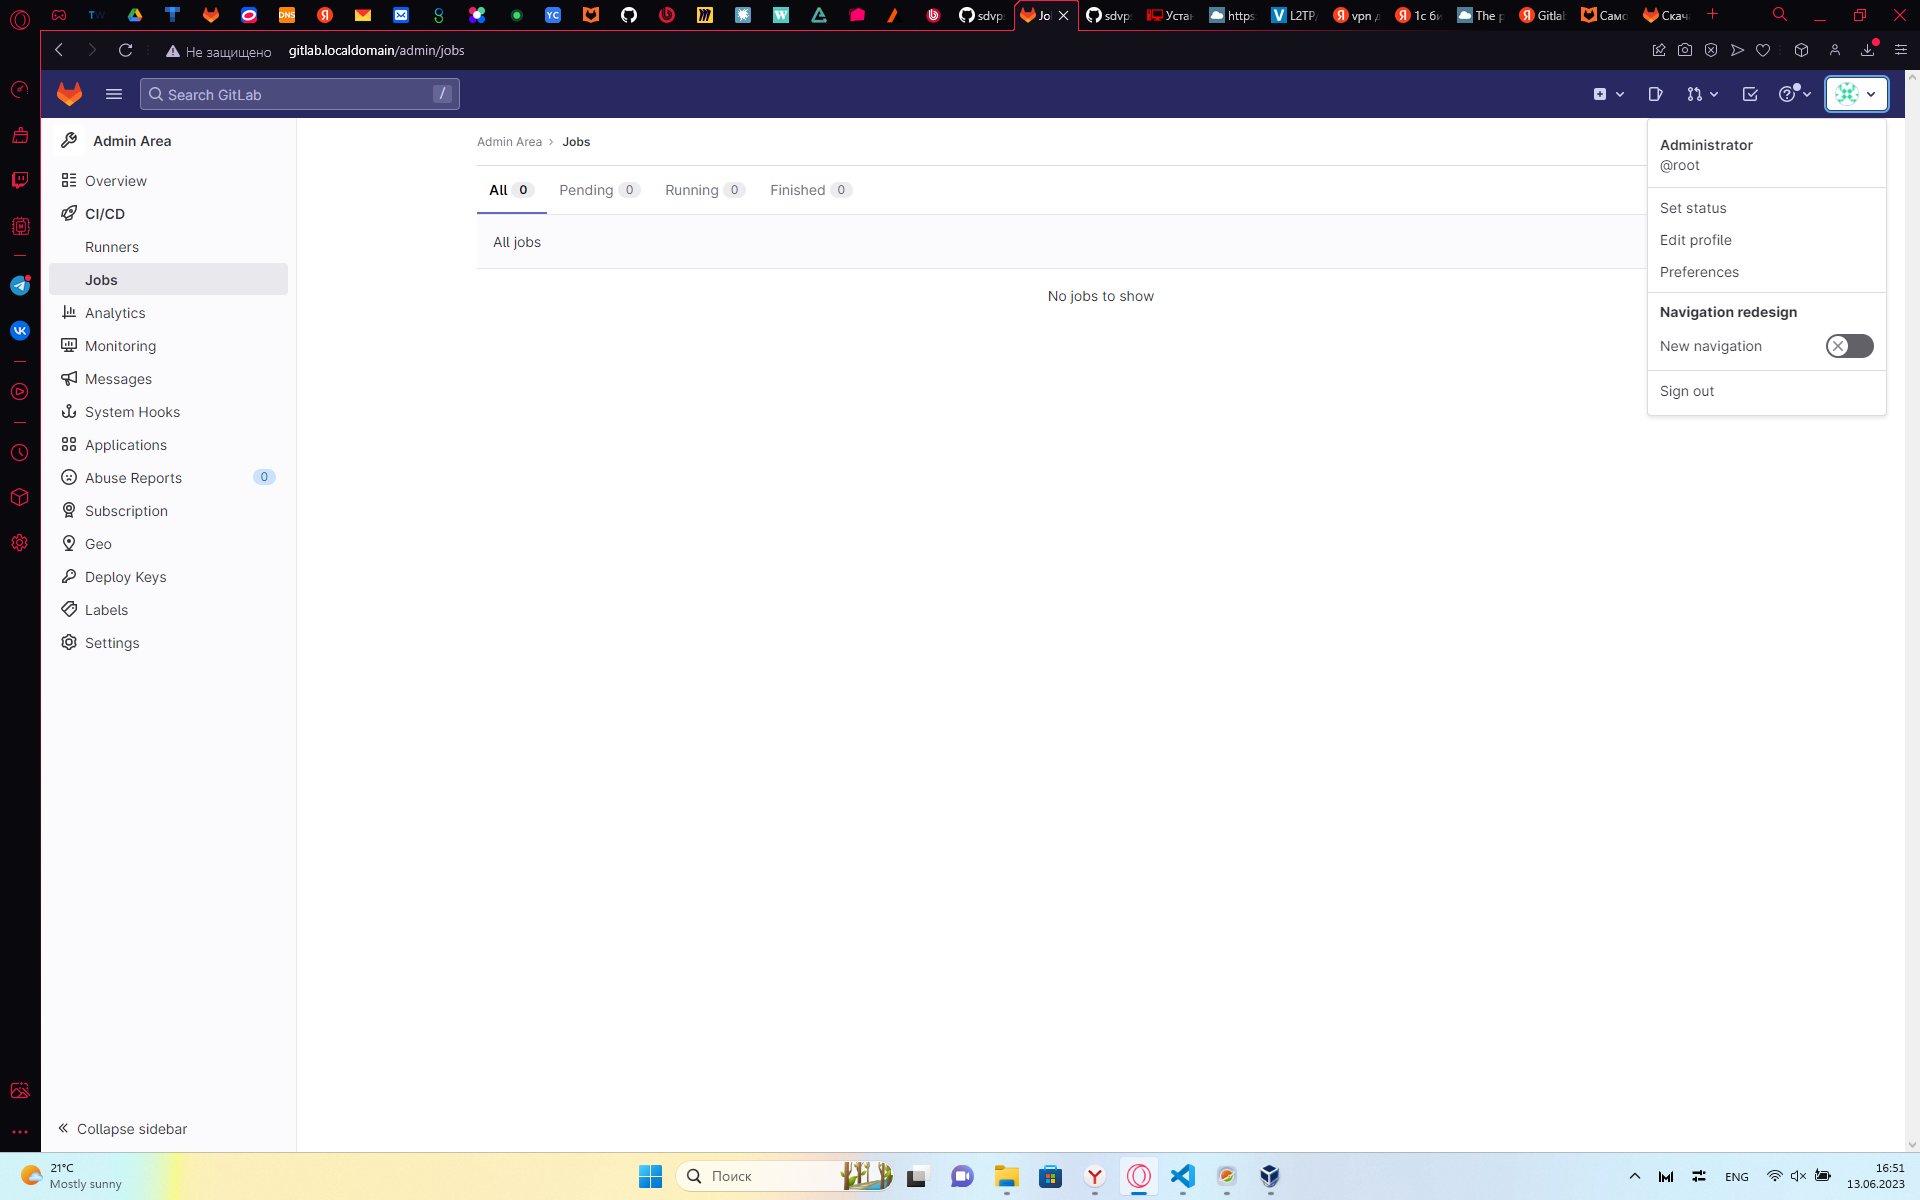 TW
DNS
YC
sdvp
Jo
sdvp
Устан
https
L2TP
vpn д
1с би
The p
Gitla
Само
Скач
Не защищено
gitlab.localdomain/admin/jobs
Search GitLab
/
Admin Area
Overview
CI/CD
Runners
Jobs
Analytics
Monitoring
Messages
System Hooks
Applications
Abuse Reports
0
Subscription
Geo
Deploy Keys
Labels
Settings
Collapse sidebar
Admin Area
Jobs
All 0
Pending 0
Running 0
Finished 0
All jobs
No jobs to show
Administrator
@root
Set status
Edit profile
Preferences
Navigation redesign
New navigation
Sign out
21°C
Mostly sunny
Поиск
ENG
16:51
13.06.2023